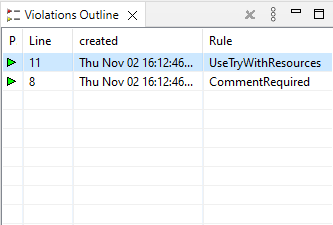 Violations Outline
P Line created Rule
11 Thu Nov 02 16:12:46... UseTryWithResources
8 Thu Nov 02 16:12:46... CommentRequired